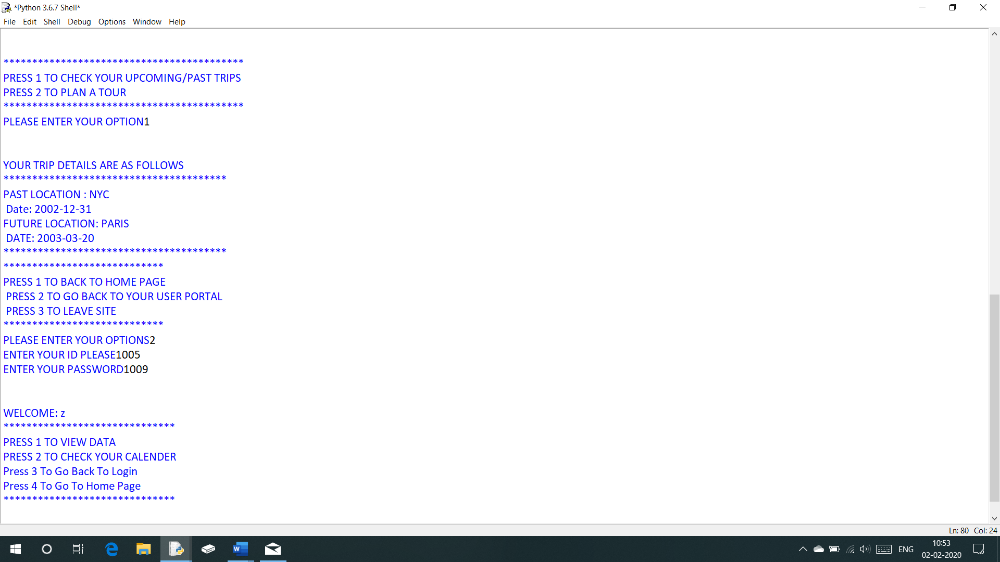 *Python 3.6.7 Shell*
File Edit Shell Debug Options Window Help
******************************************
PRESS 1 TO CHECK YOUR UPCOMING/PAST TRIPS
PRESS 2 TO PLAN A TOUR
******************************************
PLEASE ENTER YOUR OPTION1
YOUR TRIP DETAILS ARE AS FOLLOWS
***************************************
PAST LOCATION : NYC
Date: 2002-12-31
FUTURE LOCATION: PARIS
DATE: 2003-03-20
***************************************
****************************
PRESS 1 TO BACK TO HOME PAGE
PRESS 2 TO GO BACK TO YOUR USER PORTAL
PRESS 3 TO LEAVE SITE
****************************
PLEASE ENTER YOUR OPTIONS2
ENTER YOUR ID PLEASE1005
ENTER YOUR PASSWORD1009
WELCOME: z
******************************
PRESS 1 TO VIEW DATA
PRESS 2 TO CHECK YOUR CALENDER
Press 3 To Go Back To Login
Press 4 To Go To Home Page
******************************
Ln: 80 Col: 24
ENG
10:53
02-02-2020